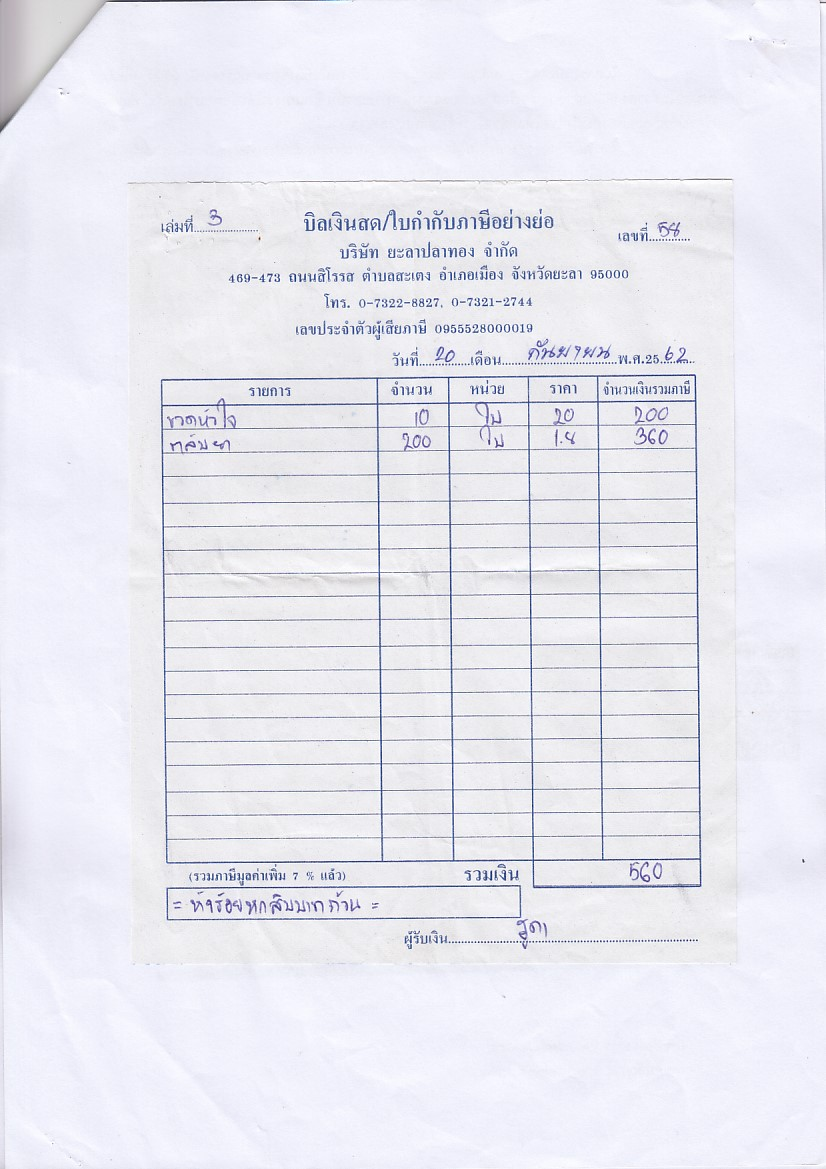 เล่มที่ 3
บิลเงินสด/ใบกำกับภาษีอย่างย่อ
เลขที่ 58
บริษัท ยะลาปลาทอง จำกัด
469-473 ถนนสิโรรส ตำบลสะเตง อำเภอเมือง จังหวัดยะลา 95000
โทร. 0-7322-8827, 0-7321-2744
เลขประจำตัวผู้เสียภาษี 0955528000019
วันที่ 20 เดือน กันยายน พ.ศ.2562
รายการ จำนวน หน่วย ราคา จำนวนเงินรวมภาษี
ขวดหัวใจ 10 ใบ 20 200
ตลับยา 200 ใบ 1.8 360
(รวมภาษีมูลค่าเพิ่ม 7 % แล้ว) รวมเงิน 560
= ห้าร้อยหกสิบบาทถ้วน =
ผู้รับเงิน